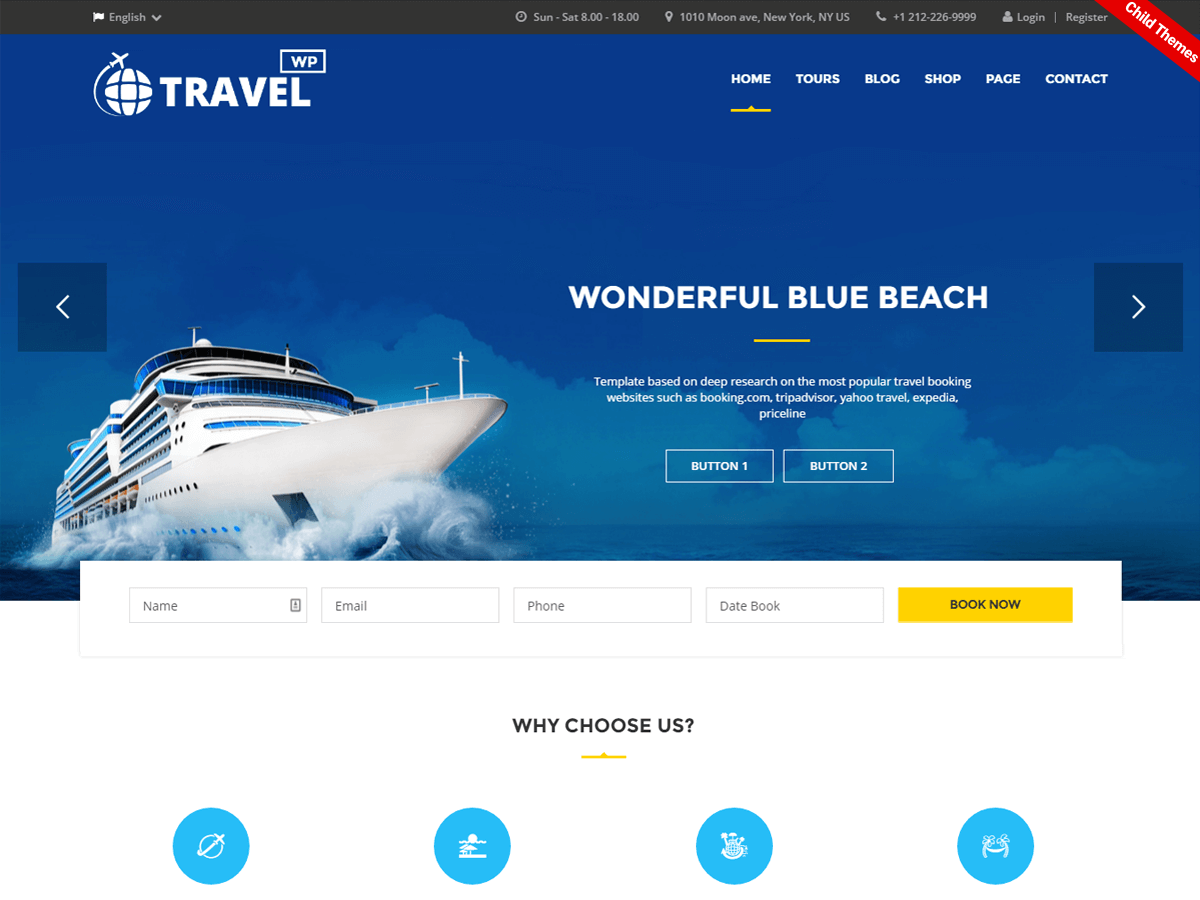 English
Sun - Sat 8.00 - 18.00
1010 Moon ave, New York, NY US
+1 212-226-9999
Login | Register
Child Themes
WP
TRAVEL
HOME
TOURS
BLOG
SHOP
PAGE
CONTACT
WONDERFUL BLUE BEACH
Template based on deep research on the most popular travel booking
websites such as booking.com, tripadvisor, yahoo travel, expedia,
priceline
BUTTON 1
BUTTON 2
Name
Email
Phone
Date Book
BOOK NOW
WHY CHOOSE US?